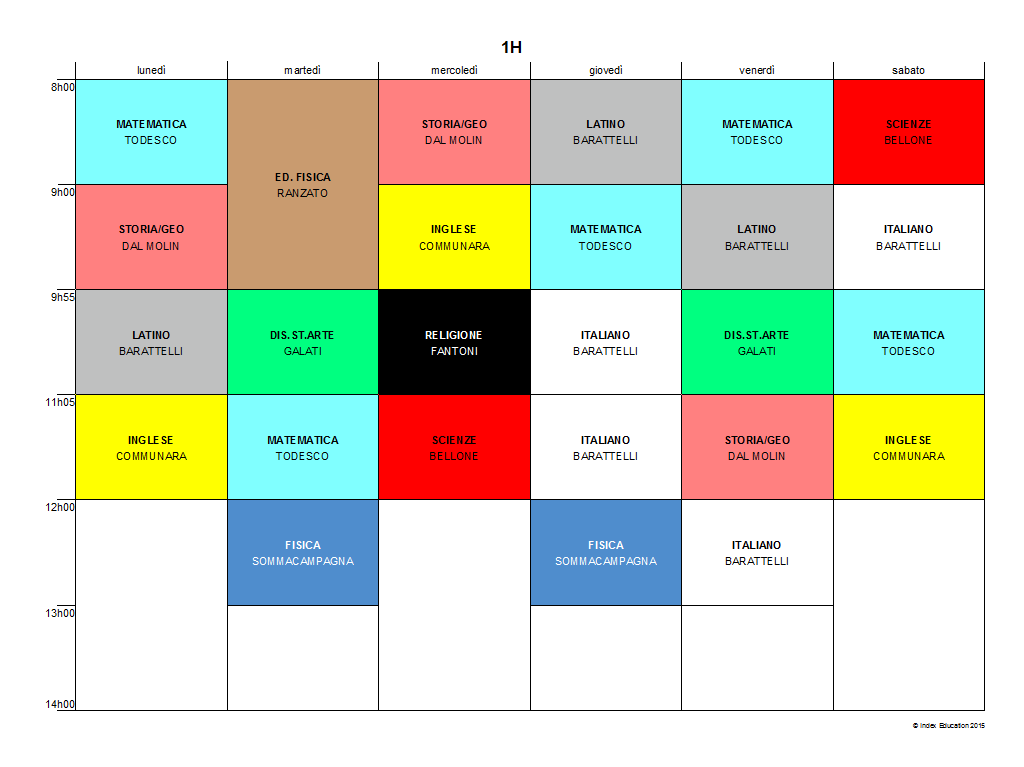 1H
lunedì martedì mercoledì giovedì venerdì sabato
8h00
MATEMATICA
TODESCO
ED. FISICA
RANZATO
STORIA/GEO
DAL MOLIN
LATINO
BARATTELLI
MATEMATICA
TODESCO
SCIENZE
BELLONE
9h00
STORIA/GEO
DAL MOLIN
INGLESE
COMMUNARA
MATEMATICA
TODESCO
LATINO
BARATTELLI
ITALIANO
BARATTELLI
9h55
LATINO
BARATTELLI
DIS.ST.ARTE
GALATI
RELIGIONE
FANTONI
ITALIANO
BARATTELLI
DIS.ST.ARTE
GALATI
MATEMATICA
TODESCO
11h05
INGLESE
COMMUNARA
MATEMATICA
TODESCO
SCIENZE
BELLONE
ITALIANO
BARATTELLI
STORIA/GEO
DAL MOLIN
INGLESE
COMMUNARA
12h00
FISICA
SOMMACAMPAGNA
FISICA
SOMMACAMPAGNA
ITALIANO
BARATTELLI
13h00
14h00
© Index Education 2015